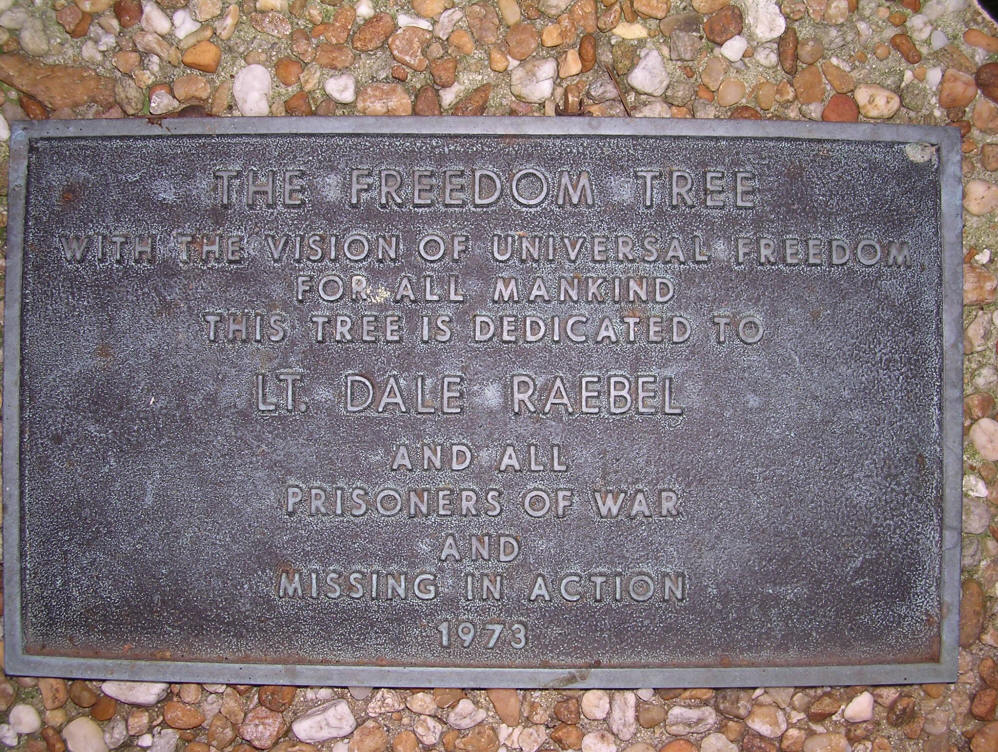 THE FREEDOM TREE
WITH THE VISION OF UNIVERSAL FREEDOM
FOR ALL MANKIND
THIS TREE IS DEDICATED TO
LT. DALE RAEBEL
AND ALL
PRISONERS OF WAR
AND
MISSING IN ACTION
1973